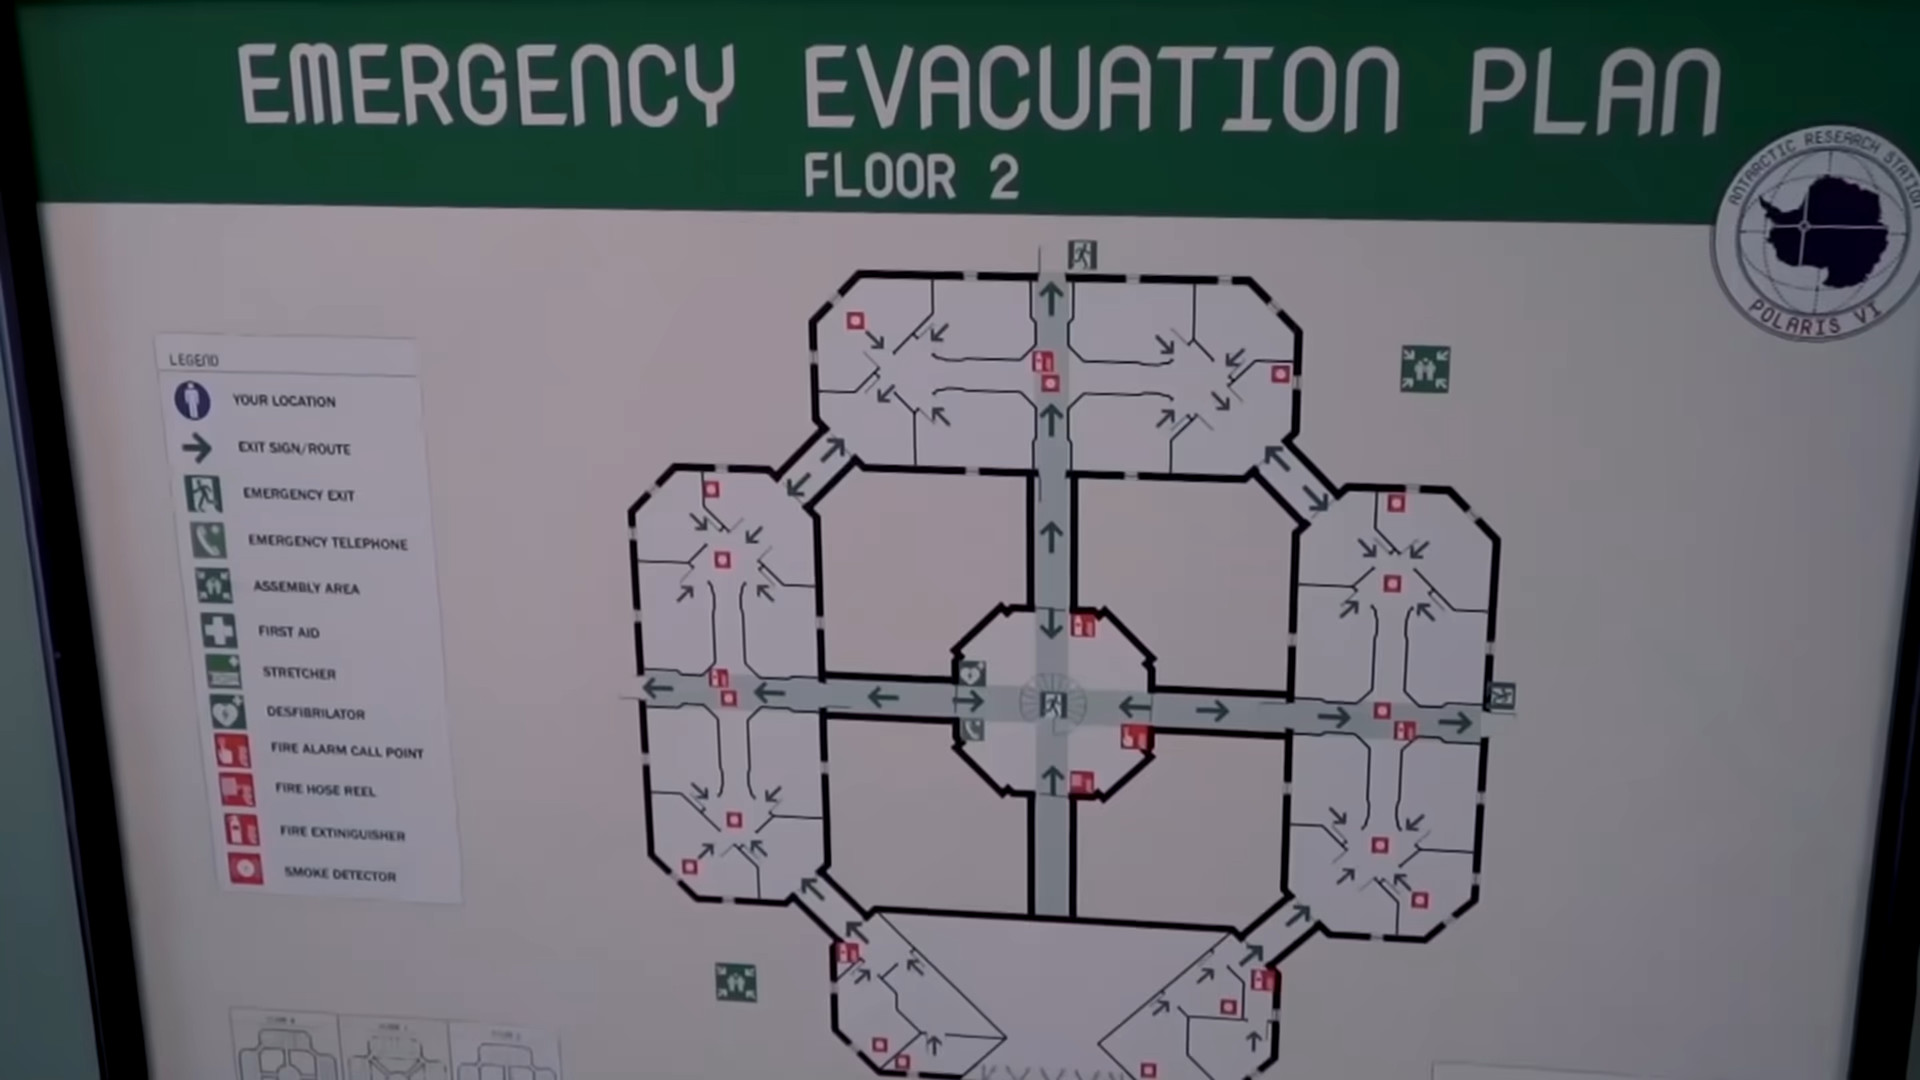 EMERGENCY EVACUATION PLAN
FLOOR 2
ANTARCTIC RESEARCH STATION
POLARIS VI
LEGEND
YOUR LOCATION
EXIT SIGN/ROUTE
EMERGENCY EXIT
EMERGENCY TELEPHONE
ASSEMBLY AREA
FIRST AID
STRETCHER
DESFIBRILATOR
FIRE ALARM CALL POINT
FIRE HOSE REEL
FIRE EXTINIGUISHER
SMOKE DETECTOR